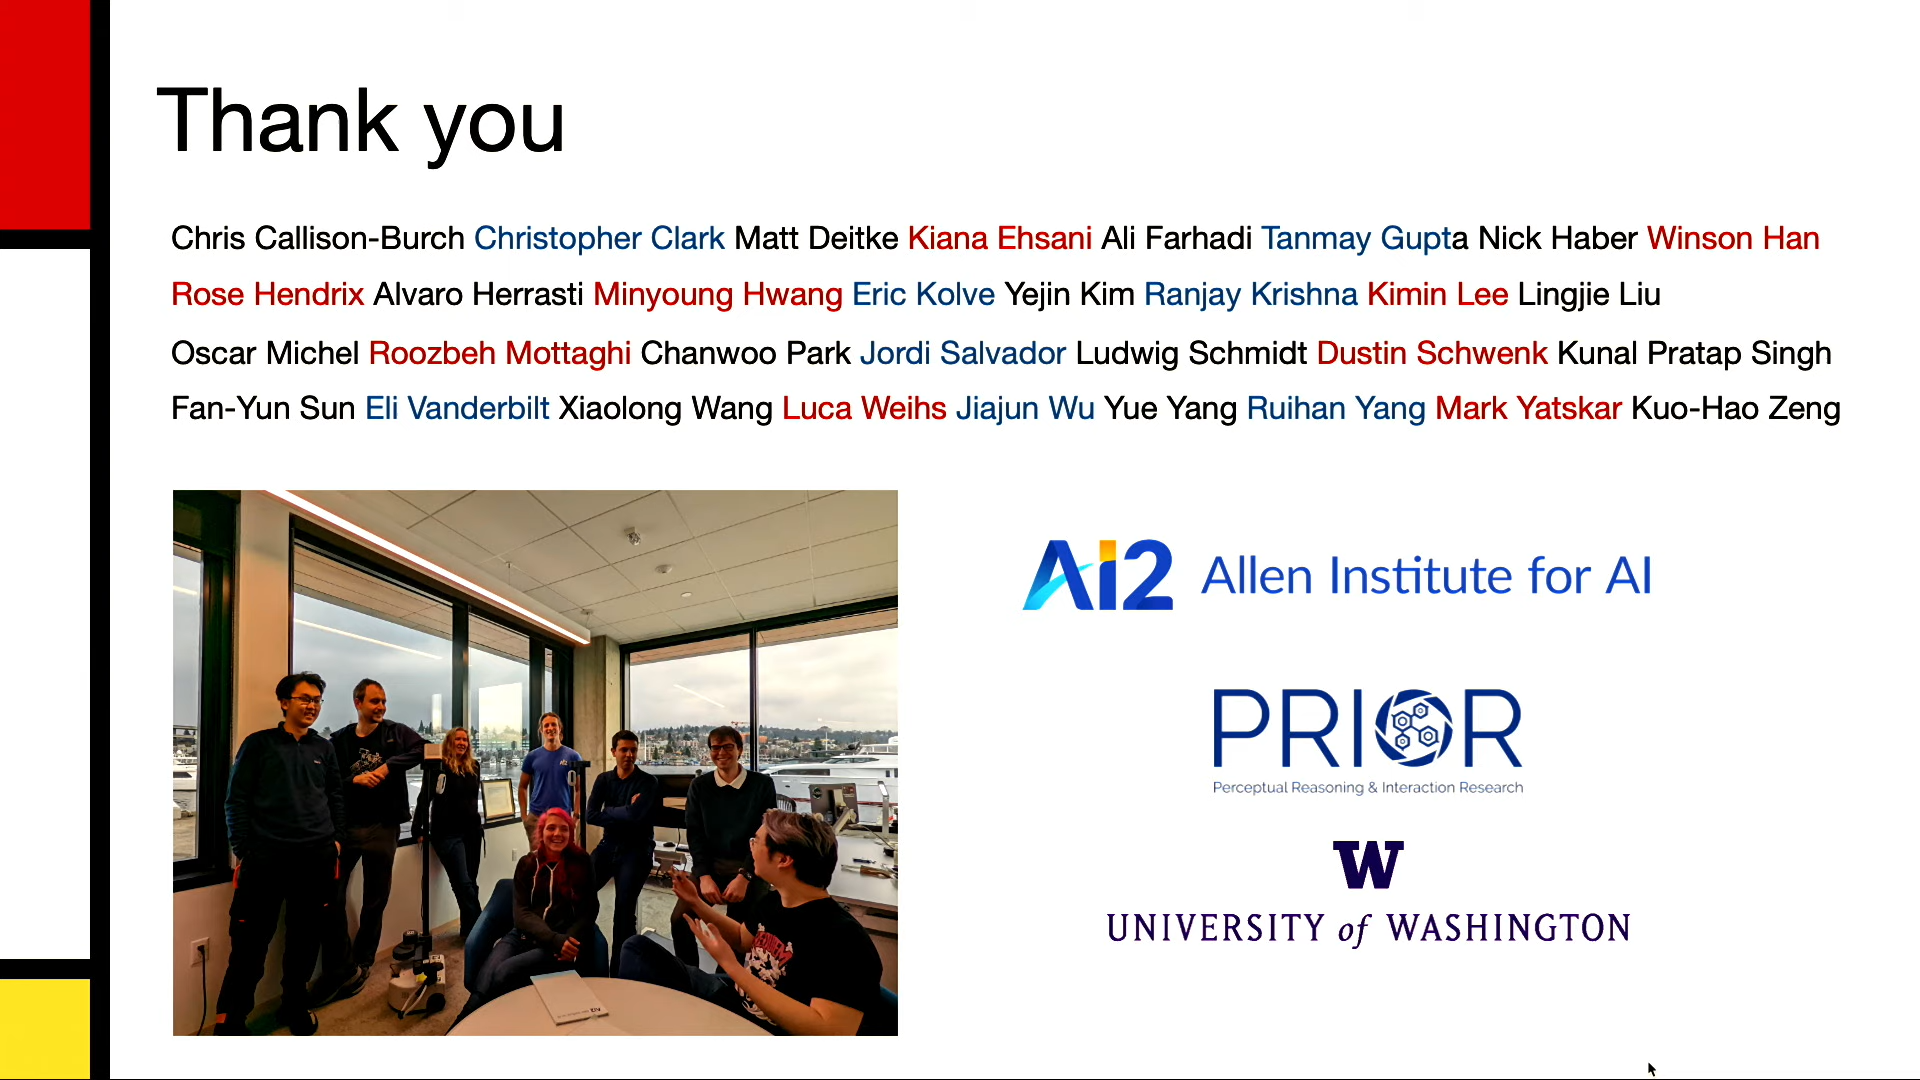 Thank you
Chris Callison-Burch Christopher Clark Matt Deitke Kiana Ehsani Ali Farhadi Tanmay Gupta Nick Haber Winson Han
Rose Hendrix Alvaro Herrasti Minyoung Hwang Eric Kolve Yejin Kim Ranjay Krishna Kimin Lee Lingjie Liu
Oscar Michel Roozbeh Mottaghi Chanwoo Park Jordi Salvador Ludwig Schmidt Dustin Schwenk Kunal Pratap Singh
Fan-Yun Sun Eli Vanderbilt Xiaolong Wang Luca Weihs Jiajun Wu Yue Yang Ruihan Yang Mark Yatskar Kuo-Hao Zeng
Ai2 Allen Institute for AI
PRIOR
Perceptual Reasoning & Interaction Research
W
UNIVERSITY of WASHINGTON